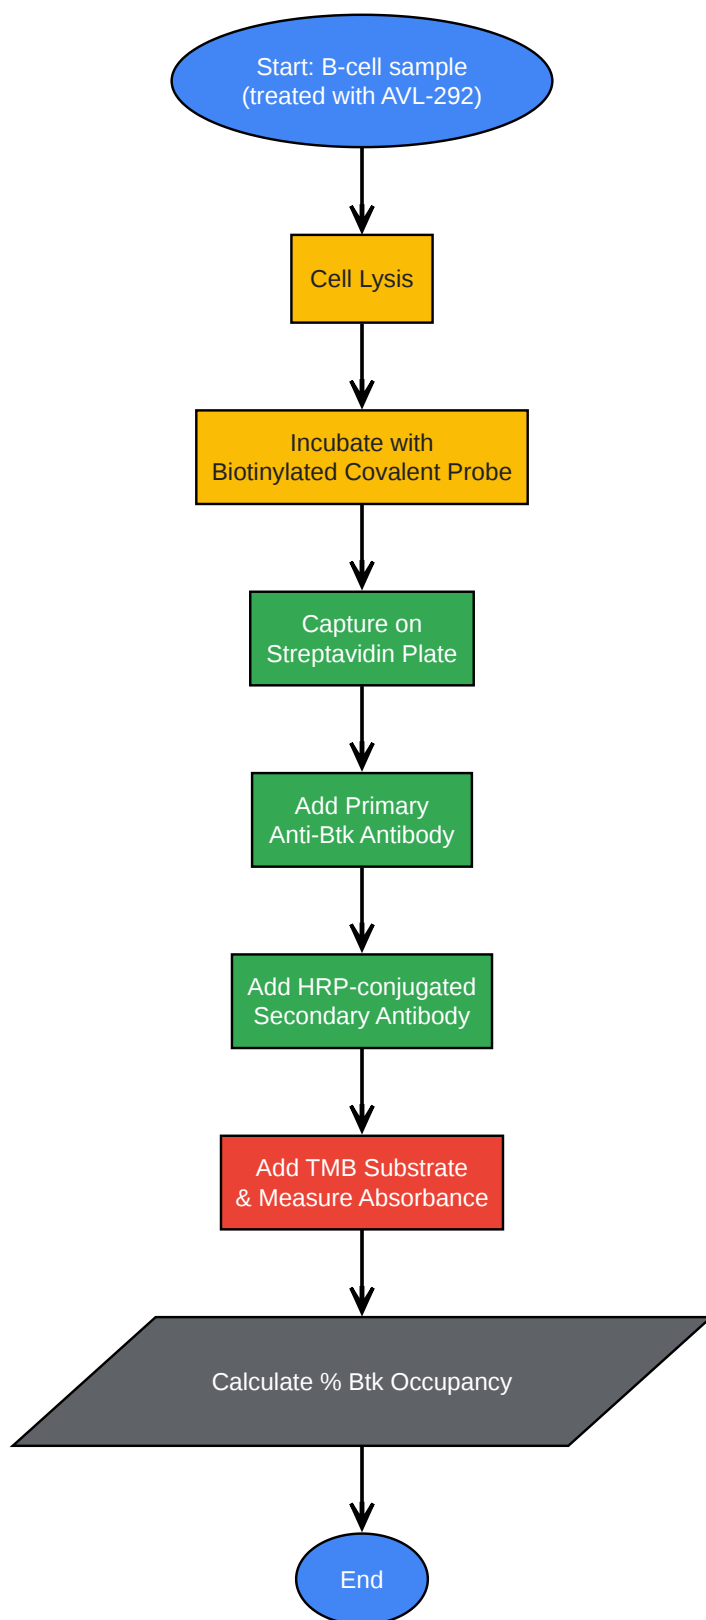 Start: B-cell sample
(treated with AVL-292)
Cell Lysis
Incubate with
Biotinylated Covalent Probe
Capture on
Streptavidin Plate
Add Primary
Anti-Btk Antibody
Add HRP-conjugated
Secondary Antibody
Add TMB Substrate
& Measure Absorbance
Calculate % Btk Occupancy
End